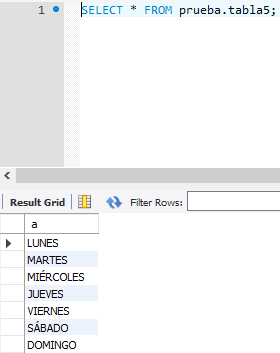 1 SELECT * FROM prueba.tabla5;
Result Grid Filter Rows:
a
LUNES
MARTES
MIÉRCOLES
JUEVES
VIERNES
SÁBADO
DOMINGO